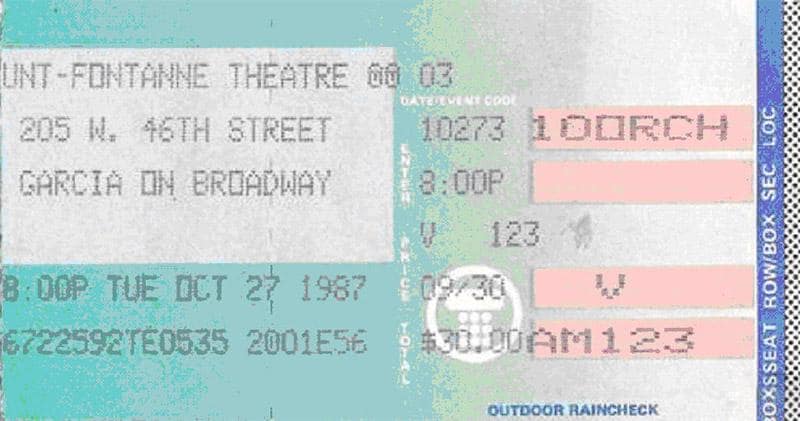 UNT-FONTANNE THEATRE 00 03
DATE/EVENT CODE
205 W. 46TH STREET 10273 100RCH
GARCIA ON BROADWAY 8:00P
V 123
8:00P TUE OCT 27 1987 09/30 V
6722592TE0535 2001E56 $30.00 AM123
ENTER PRICE TOTAL
OUTDOOR RAINCHECK
BOXSSEAT ROW/BOX SEC LOC